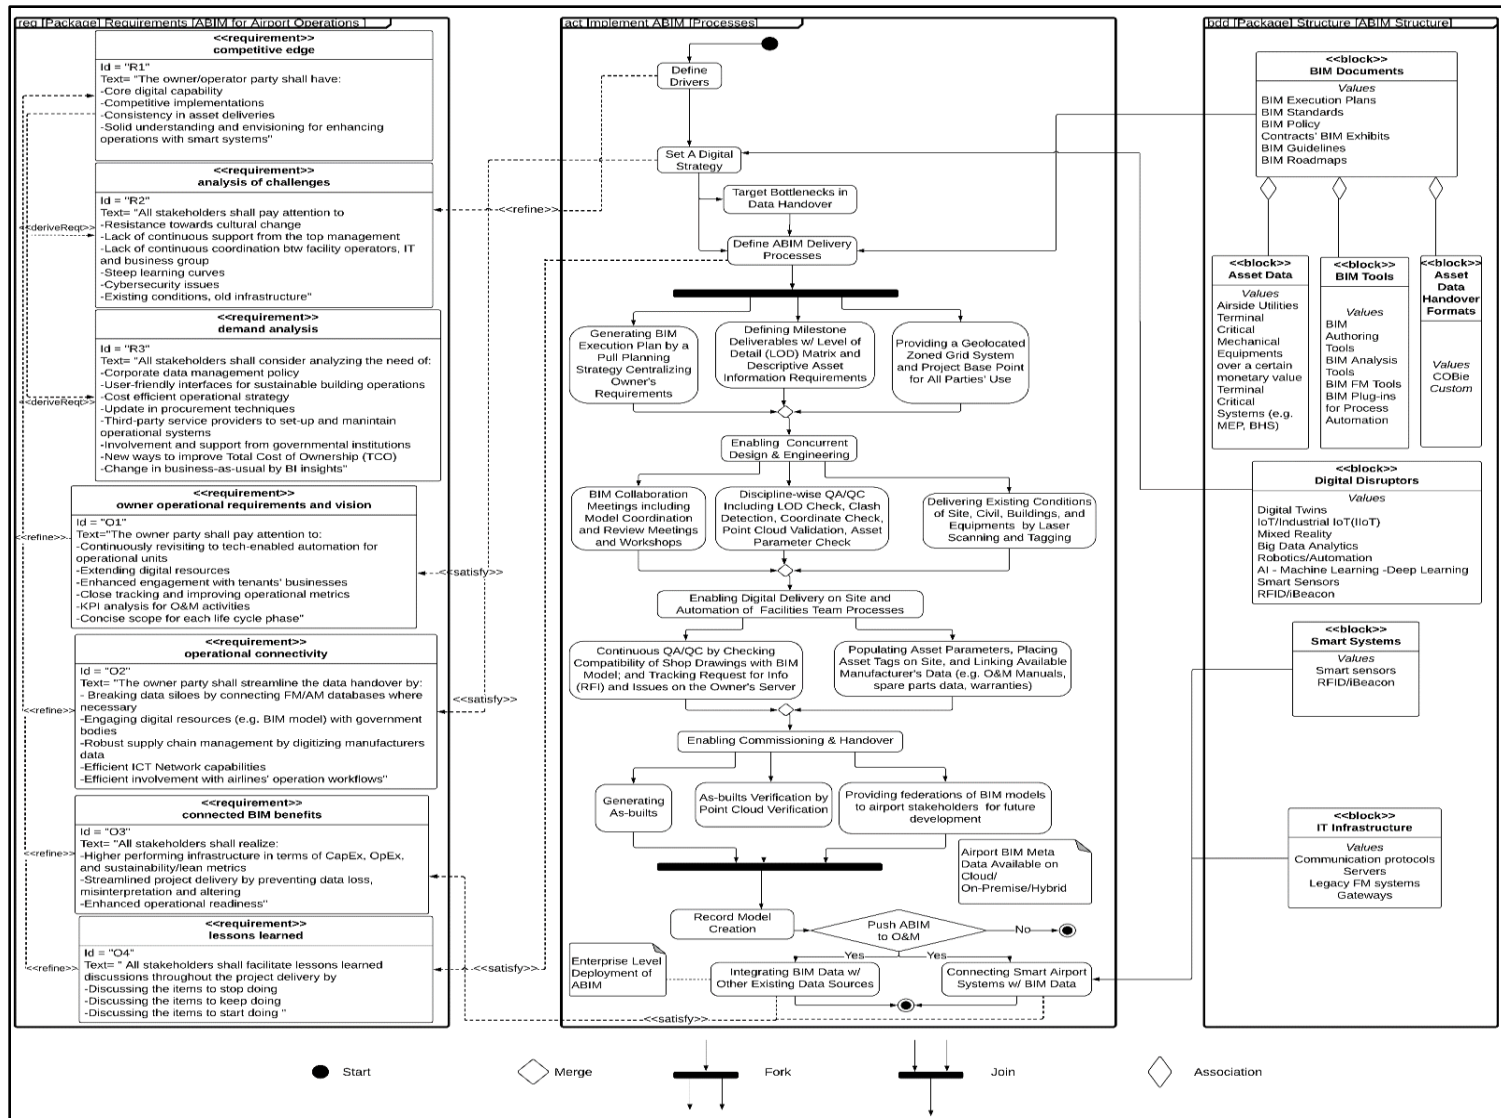 req [Package] Requirements [ABIM for Airport Operations ]
<<requirement>>
competitive edge
Id = "R1"
Text= "The owner/operator party shall have:
-Core digital capability
-Competitive implementations
-Consistency in asset deliveries
-Solid understanding and envisioning for enhancing
operations with smart systems"
<<requirement>>
analysis of challenges
Id = "R2"
Text= "All stakeholders shall pay attention to
-Resistance towards cultural change
-Lack of continuous support from the top management
-Lack of continuous coordination btw facility operators, IT
and business group
-Steep learning curves
-Cybersecurity issues
-Existing conditions, old infrastructure"
<<deriveReqt>>
<<requirement>>
demand analysis
Id = "R3"
Text= "All stakeholders shall consider analyzing the need of:
-Corporate data management policy
-User-friendly interfaces for sustainable building operations
-Cost efficient operational strategy
-Update in procurement techniques
-Third-party service providers to set-up and manintain
operational systems
-Involvement and support from governmental institutions
-New ways to improve Total Cost of Ownership (TCO)
-Change in business-as-usual by BI insights"
<<deriveReqt>>
<<requirement>>
owner operational requirements and vision
Id = "O1"
Text="The owner party shall pay attention to:
-Continuously revisiting to tech-enabled automation for
operational units
-Extending digital resources
-Enhanced engagement with tenants' businesses
-Close tracking and improving operational metrics
-KPI analysis for O&M activities
-Concise scope for each life cycle phase"
<<refine>>
<<requirement>>
operational connectivity
Id = "O2"
Text= "The owner party shall streamline the data handover by:
- Breaking data siloes by connecting FM/AM databases where
necessary
-Engaging digital resources (e.g. BIM model) with government
bodies
-Robust supply chain management by digitizing manufacturers
data
-Efficient ICT Network capabilities
-Efficient involvement with airlines' operation workflows"
<<refine>>
<<requirement>>
connected BIM benefits
Id = "O3"
Text= "All stakeholders shall realize:
-Higher performing infrastructure in terms of CapEx, OpEx,
and sustainability/lean metrics
-Streamlined project delivery by preventing data loss,
misinterpretation and altering
-Enhanced operational readiness"
<<refine>>
<<requirement>>
lessons learned
Id = "O4"
Text= " All stakeholders shall facilitate lessons learned
discussions throughout the project delivery by
-Discussing the items to stop doing
-Discussing the items to keep doing
-Discussing the items to start doing "
<<refine>>
<<refine>>
<<satisfy>>
<<satisfy>>
<<satisfy>>
<<satisfy>>
act Implement ABIM [Processes]
Define
Drivers
Set A Digital
Strategy
Target Bottlenecks in
Data Handover
Define ABIM Delivery
Processes
Generating BIM
Execution Plan by a
Pull Planning
Strategy Centralizing
Owner's
Requirements
Defining Milestone
Deliverables w/ Level of
Detail (LOD) Matrix and
Descriptive Asset
Information Requirements
Providing a Geolocated
Zoned Grid System
and Project Base Point
for All Parties' Use
Enabling Concurrent
Design & Engineering
BIM Collaboration
Meetings including
Model Coordination
and Review Meetings
and Workshops
Discipline-wise QA/QC
Including LOD Check, Clash
Detection, Coordinate Check,
Point Cloud Validation, Asset
Parameter Check
Delivering Existing Conditions
of Site, Civil, Buildings, and
Equipments by Laser
Scanning and Tagging
Enabling Digital Delivery on Site and
Automation of Facilities Team Processes
Continuous QA/QC by Checking
Compatibility of Shop Drawings with BIM
Model; and Tracking Request for Info
(RFI) and Issues on the Owner's Server
Populating Asset Parameters, Placing
Asset Tags on Site, and Linking Available
Manufacturer's Data (e.g. O&M Manuals,
spare parts data, warranties)
Enabling Commissioning & Handover
Generating
As-builts
As-builts Verification by
Point Cloud Verification
Providing federations of BIM models
to airport stakeholders for future
development
Airport BIM Meta
Data Available on
Cloud/
On-Premise/Hybrid
Record Model
Creation
Push ABIM
to O&M
No
Yes
Yes
Enterprise Level
Deployment of
ABIM
Integrating BIM Data w/
Other Existing Data Sources
Connecting Smart Airport
Systems w/ BIM Data
bdd [Package] Structure [ABIM Structure]
<<block>>
BIM Documents
Values
BIM Execution Plans
BIM Standards
BIM Policy
Contracts' BIM Exhibits
BIM Guidelines
BIM Roadmaps
<<block>>
Asset Data
Values
Airside Utilities
Terminal
Critical
Mechanical
Equipments
over a certain
monetary value
Terminal
Critical
Systems (e.g.
MEP, BHS)
<<block>>
BIM Tools
Values
BIM
Authoring
Tools
BIM Analysis
Tools
BIM FM Tools
BIM Plug-ins
for Process
Automation
<<block>>
Asset
Data
Handover
Formats
Values
COBie
Custom
<<block>>
Digital Disruptors
Values
Digital Twins
IoT/Industrial IoT(IIoT)
Mixed Reality
Big Data Analytics
Robotics/Automation
AI - Machine Learning -Deep Learning
Smart Sensors
RFID/iBeacon
<<block>>
Smart Systems
Values
Smart sensors
RFID/iBeacon
<<block>>
IT Infrastructure
Values
Communication protocols
Servers
Legacy FM systems
Gateways
Start
Merge
Fork
Join
Association